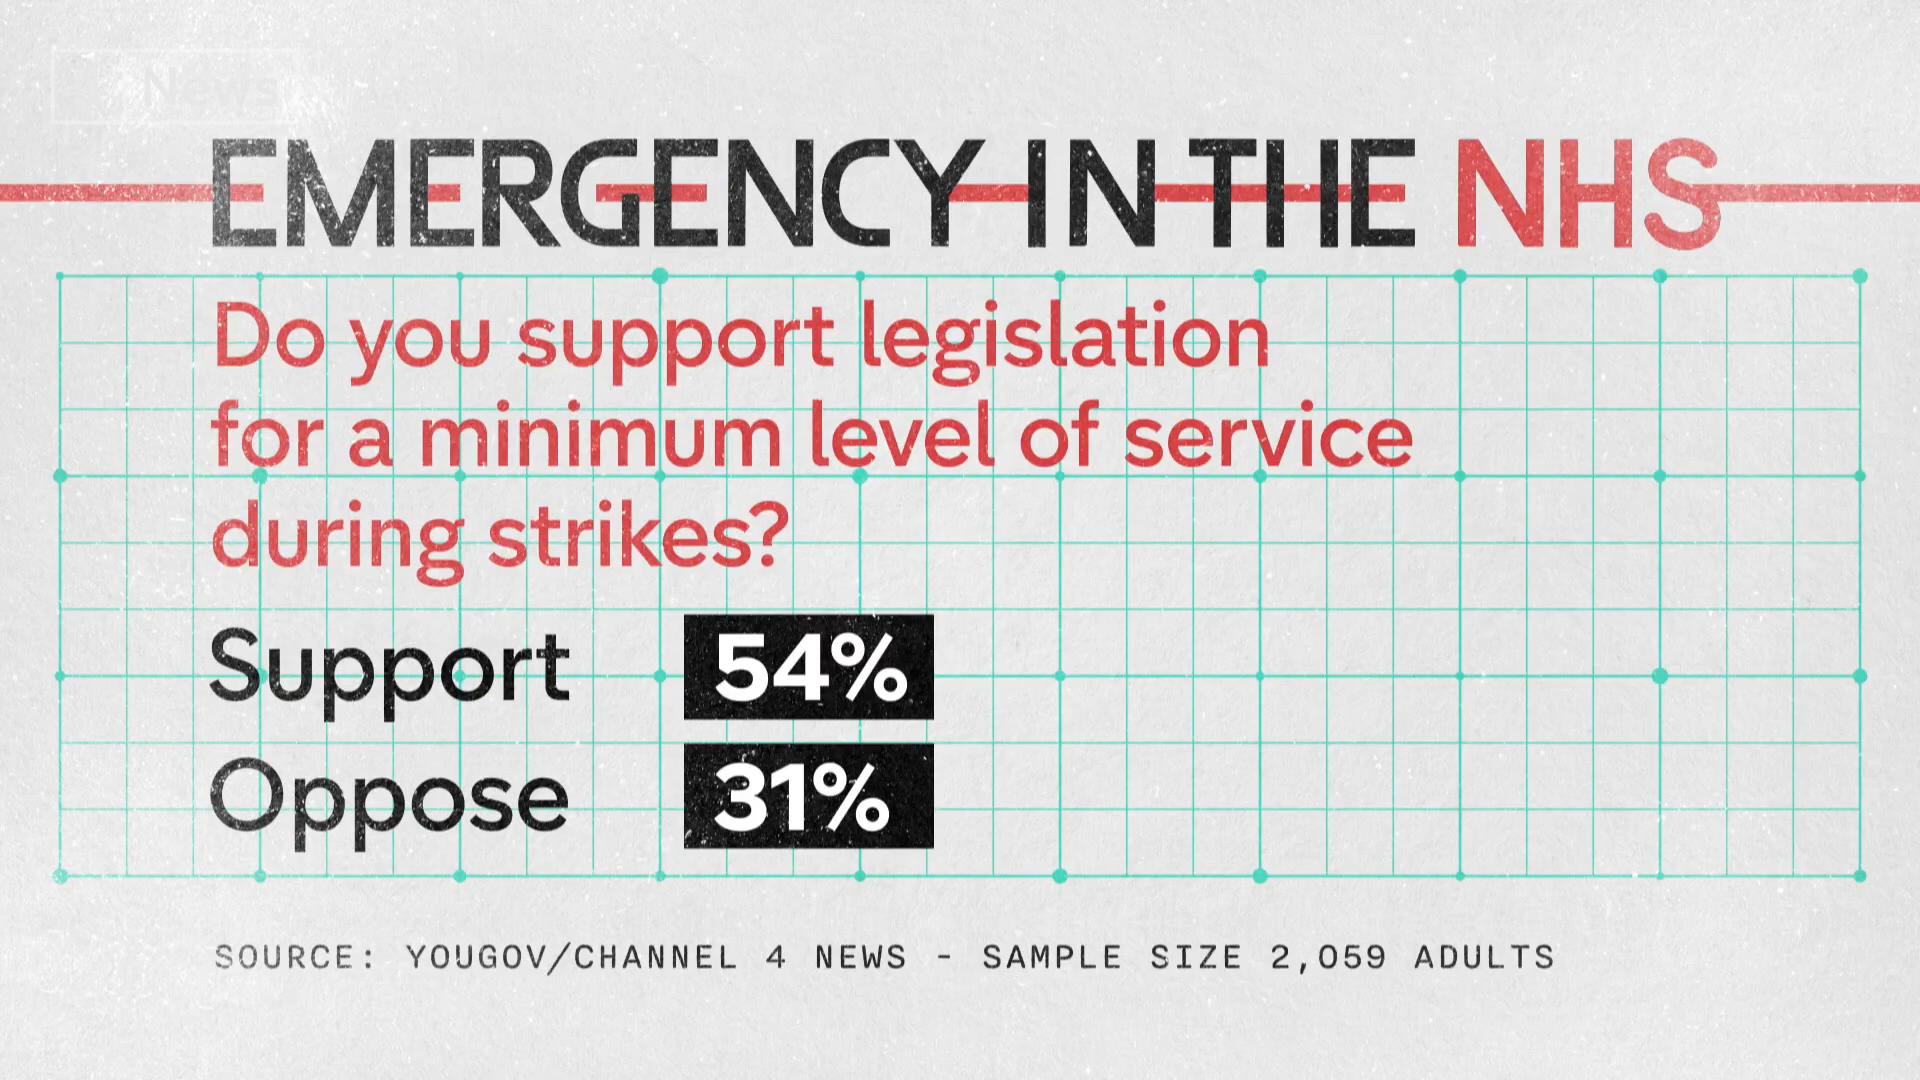 News
EMERGENCY IN THE NHS
Do you support legislation
for a minimum level of service
during strikes?
Support 54%
Oppose 31%
SOURCE: YOUGOV/CHANNEL 4 NEWS - SAMPLE SIZE 2,059 ADULTS